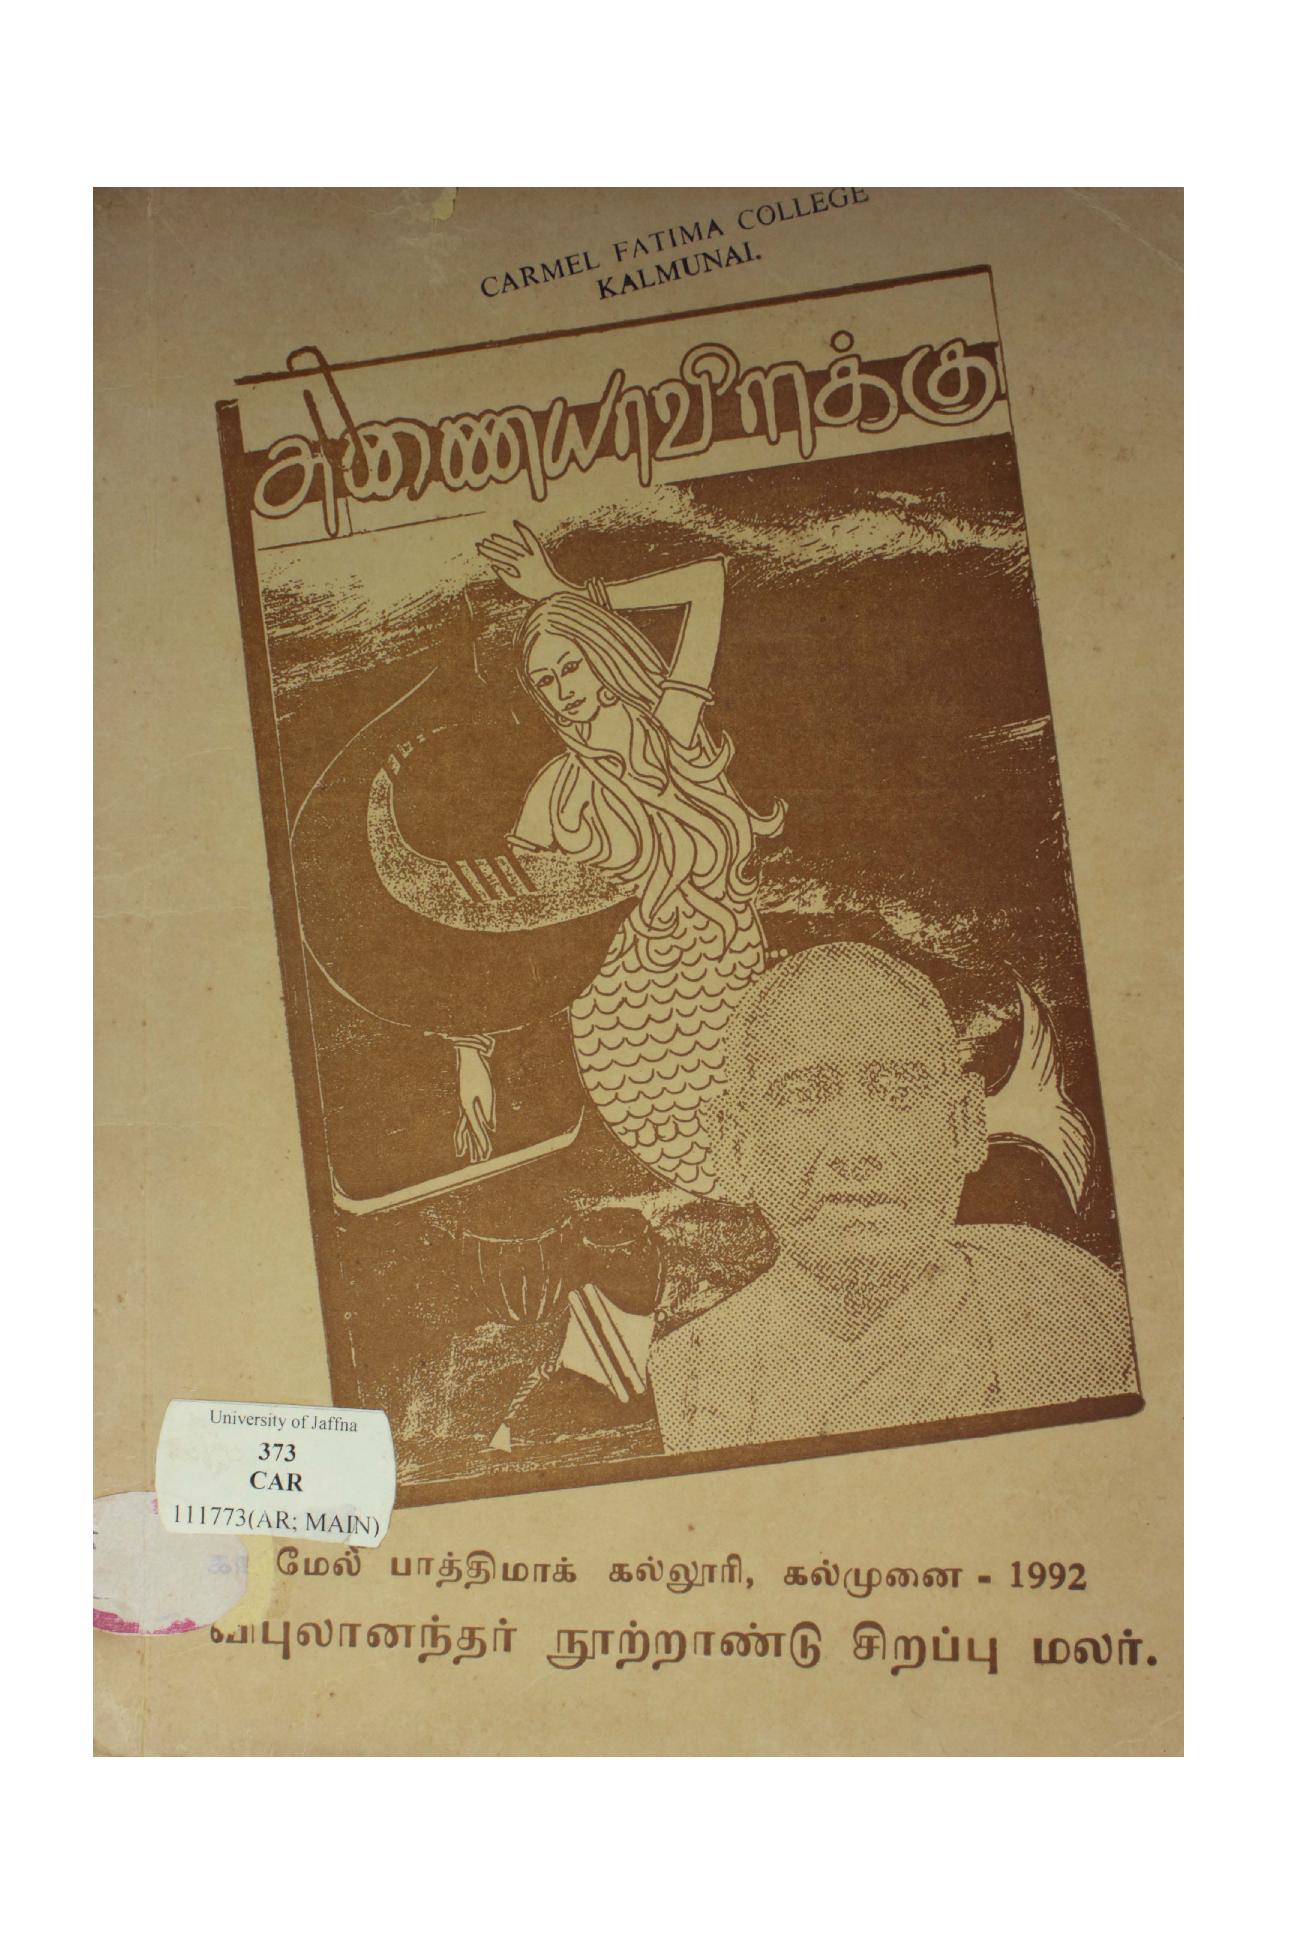 CARMEL FATIMA COLLEGE
KALMUNAI.
அணையாவிளக்கு
University of Jaffna
373
CAR
111773(AR; MAIN)
கார்மேல் பாத்திமாக் கல்லூரி, கல்முனை - 1992
விபுலானந்தர் நூற்றாண்டு சிறப்பு மலர்.